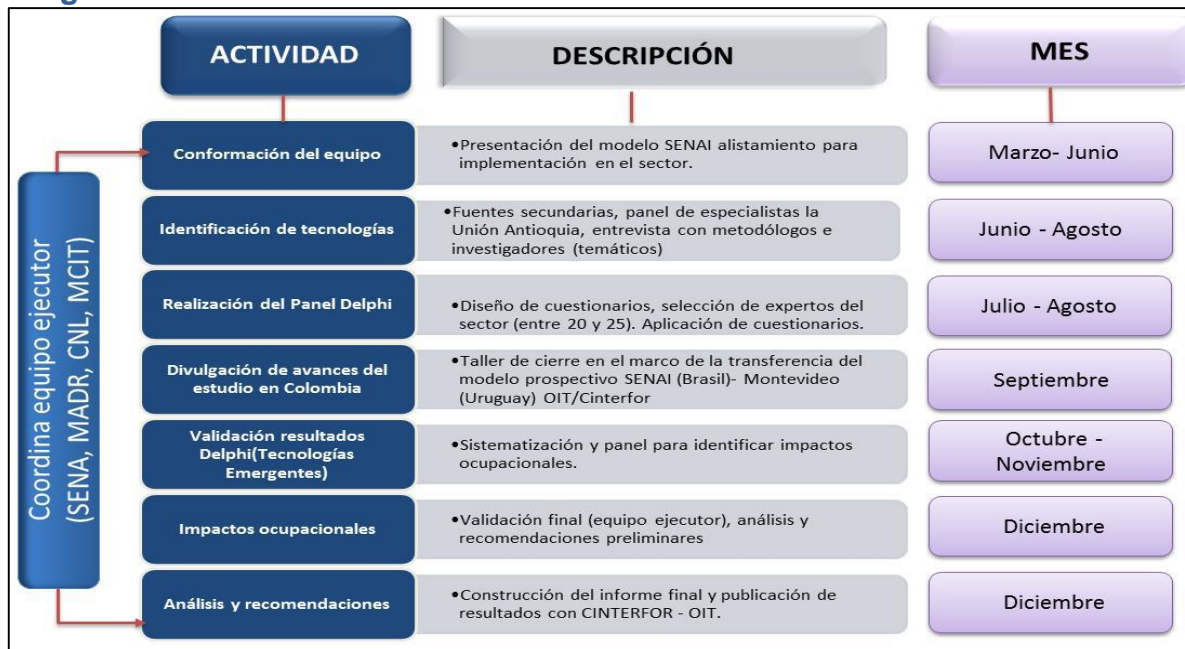 ACTIVIDAD
DESCRIPCIÓN
MES
Coordina equipo ejecutor
(SENA, MADR, CNL, MCIT)
Conformación del equipo
•Presentación del modelo SENAI alistamiento para
implementación en el sector.
Marzo- Junio
Identificación de tecnologías
•Fuentes secundarias, panel de especialistas la
Unión Antioquia, entrevista con metodólogos e
investigadores (temáticos)
Junio - Agosto
Realización del Panel Delphi
•Diseño de cuestionarios, selección de expertos del
sector (entre 20 y 25). Aplicación de cuestionarios.
Julio - Agosto
Divulgación de avances del
estudio en Colombia
•Taller de cierre en el marco de la transferencia del
modelo prospectivo SENAI (Brasil)- Montevideo
(Uruguay) OIT/Cinterfor
Septiembre
Validación resultados
Delphi(Tecnologías
Emergentes)
•Sistematización y panel para identificar impactos
ocupacionales.
Octubre -
Noviembre
Impactos ocupacionales
•Validación final (equipo ejecutor), análisis y
recomendaciones preliminares
Diciembre
Análisis y recomendaciones
•Construcción del informe final y publicación de
resultados con CINTERFOR - OIT.
Diciembre